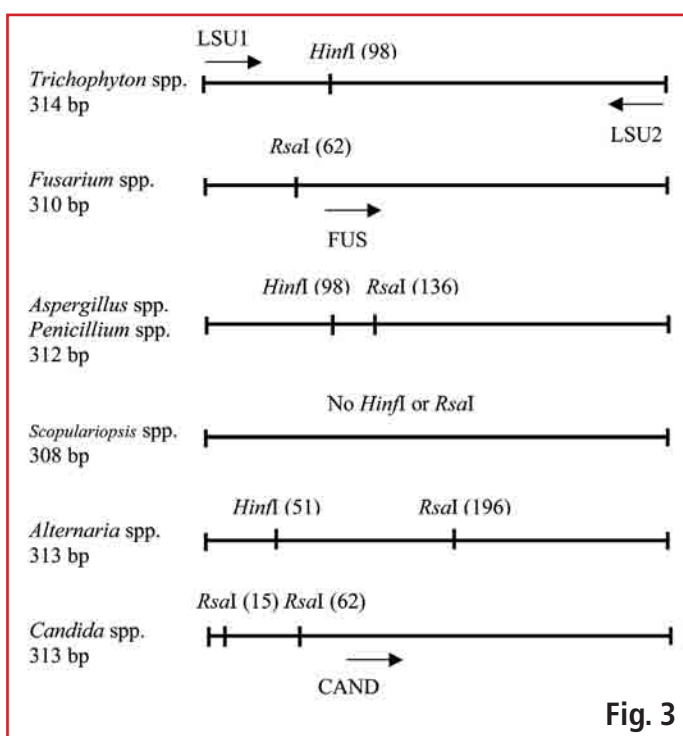 LSU1
HinfI (98)
Trichophyton spp.
314 bp
LSU2
RsaI (62)
Fusarium spp.
310 bp
FUS
HinfI (98) RsaI (136)
Aspergillus spp.
Penicillium spp.
312 bp
No HinfI or RsaI
Scopulariopsis spp.
308 bp
HinfI (51) RsaI (196)
Alternaria spp.
313 bp
RsaI (15) RsaI (62)
Candida spp.
313 bp
CAND
Fig. 3